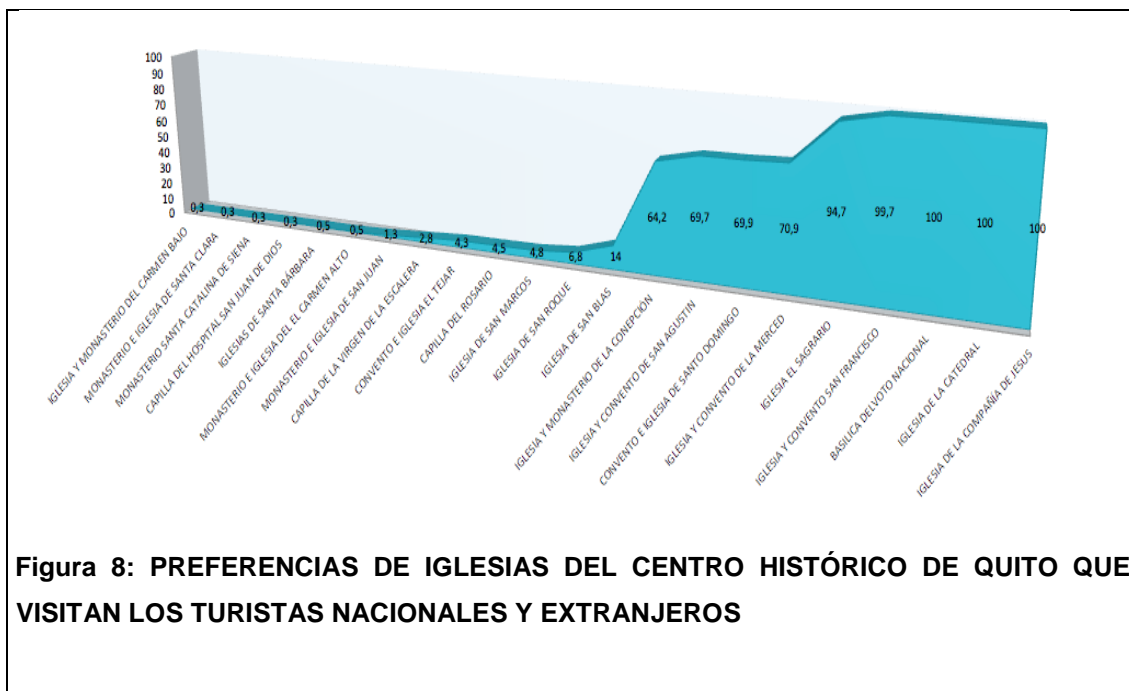 100
90
80
70
60
50
40
30
20
10
0
0,3
0,3
0,3
0,3
0,5
0,5
1,3
2,8
4,3
4,5
4,8
6,8
14
64,2
69,7
69,9
70,9
94,7
99,7
100
100
100
IGLESIA Y MONASTERIO DEL CARMEN BAJO
MONASTERIO E IGLESIA DE SANTA CLARA
MONASTERIO SANTA CATALINA DE SIENA
CAPILLA DEL HOSPITAL SAN JUAN DE DIOS
IGLESIAS DE SANTA BÁRBARA
MONASTERIO E IGLESIA DEL EL CARMEN ALTO
MONASTERIO E IGLESIA DE SAN JUAN
CAPILLA DE LA VIRGEN DE LA ESCALERA
CONVENTO E IGLESIA EL TEJAR
CAPILLA DEL ROSARIO
IGLESIA DE SAN MARCOS
IGLESIA DE SAN ROQUE
IGLESIA DE SAN BLAS
IGLESIA Y MONASTERIO DE LA CONEPCIÓN
IGLESIA Y CONVENTO DE SAN AGUSTIN
CONVENTO E IGLESIA DE SANTO DOMINGO
IGLESIA Y CONVENTO DE LA MERCED
IGLESIA EL SAGRARIO
IGLESIA Y CONVENTO SAN FRANCISCO
BASILICA DELVOTO NACIONAL
IGLESIA DE LA CATEDRAL
IGLESIA DE LA COMPAÑÍA DE JESUS
Figura 8: PREFERENCIAS DE IGLESIAS DEL CENTRO HISTÓRICO DE QUITO QUE
VISITAN LOS TURISTAS NACIONALES Y EXTRANJEROS